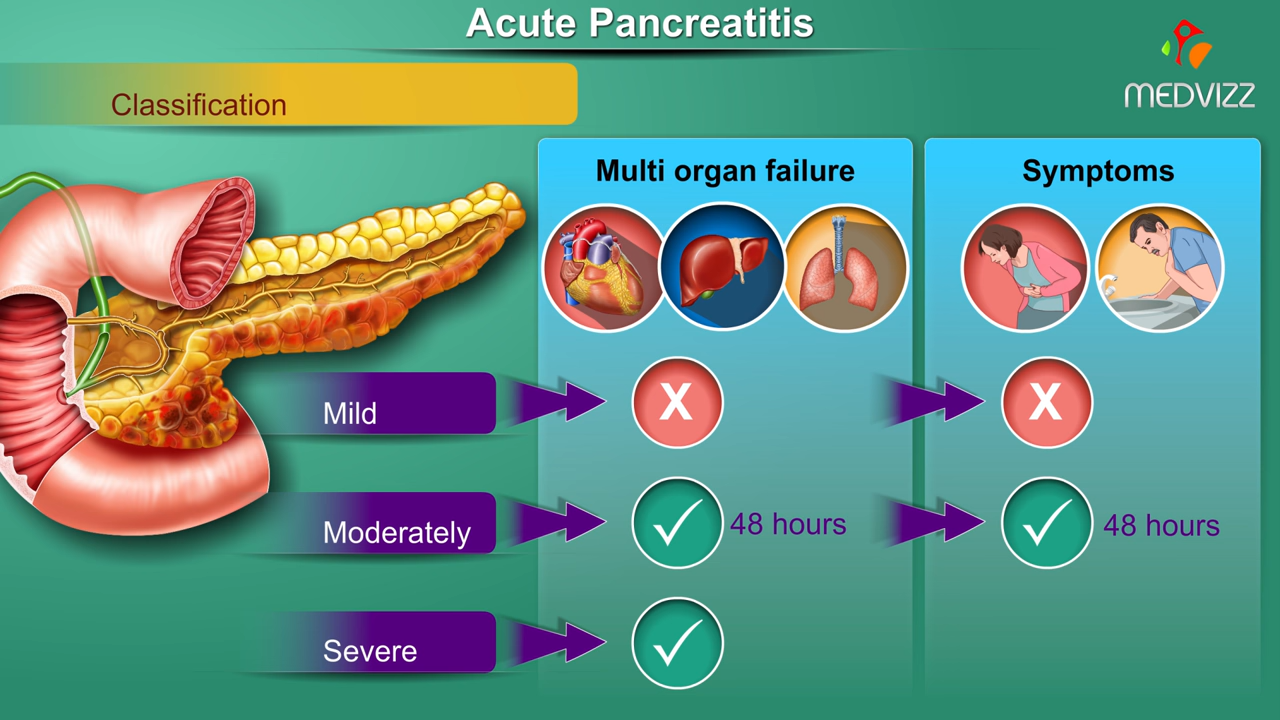 Acute Pancreatitis
MEDVIZZ
Classification
Multi organ failure
Symptoms
Mild
X
X
Moderately
48 hours
48 hours
Severe